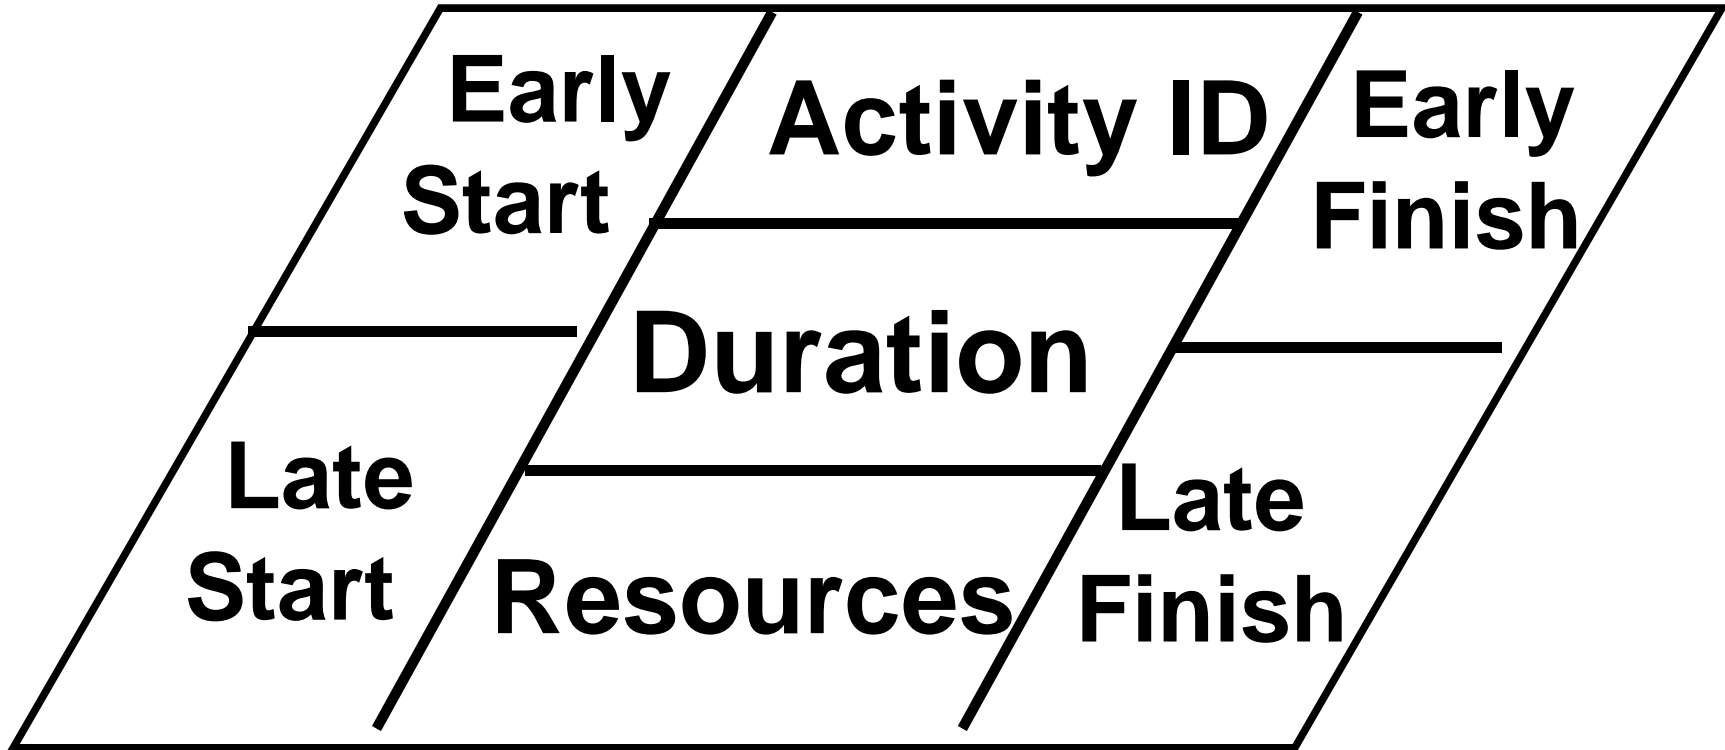 Early
Start
Activity ID
Early
Finish
Duration
Late
Start
Resources
Late
Finish